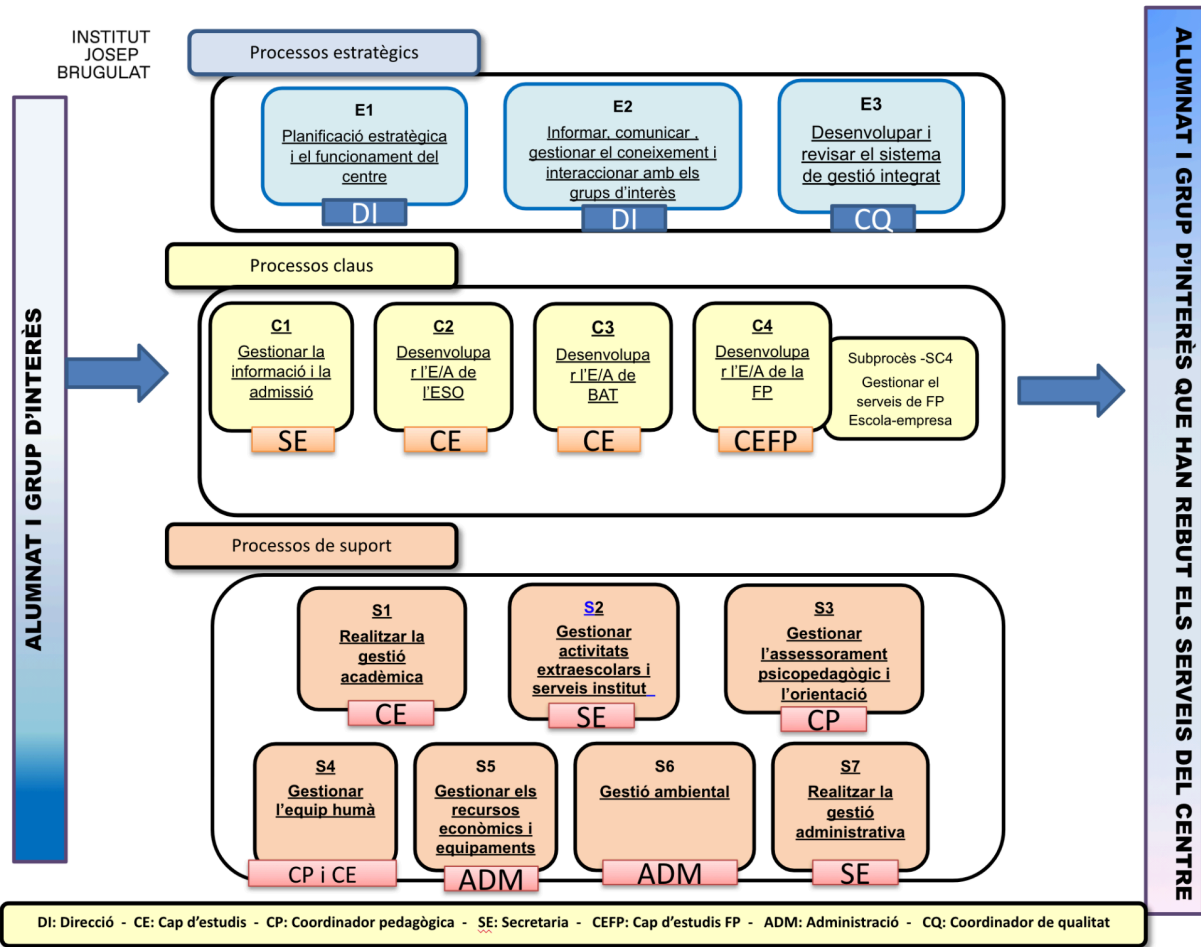 INSTITUT
JOSEP
BRUGULAT
Processos estratègics
E1
Planificació estratègica
i el funcionament del
centre
DI
E2
Informar, comunicar ,
gestionar el coneixement i
interaccionar amb els
grups d'interès
DI
E3
Desenvolupar i
revisar el sistema
de gestió integrat
CQ
Processos claus
C1
Gestionar la
informació i la
admissió
SE
C2
Desenvolupa
r l'E/A de
l'ESO
CE
C3
Desenvolupa
r l'E/A de
BAT
CE
C4
Desenvolupa
r l'E/A de la
FP
CEFP
Subprocès -SC4
Gestionar el
serveis de FP
Escola-empresa
Processos de suport
S1
Realitzar la
gestió
acadèmica
CE
S2
Gestionar
activitats
extraescolars i
serveis institut
SE
S3
Gestionar
l'assessorament
psicopedagògic i
l'orientació
CP
S4
Gestionar
l'equip humà
CP i CE
S5
Gestionar els
recursos
econòmics i
equipaments
ADM
S6
Gestió ambiental
ADM
S7
Realitzar la
gestió
administrativa
SE
ALUMNAT I GRUP D'INTERÈS
ALUMNAT I GRUP D'INTERÈS QUE HAN REBUT ELS SERVEIS DEL CENTRE
DI: Direcció - CE: Cap d'estudis - CP: Coordinador pedagògica - SE: Secretaria - CEFP: Cap d'estudis FP - ADM: Administració - CQ: Coordinador de qualitat